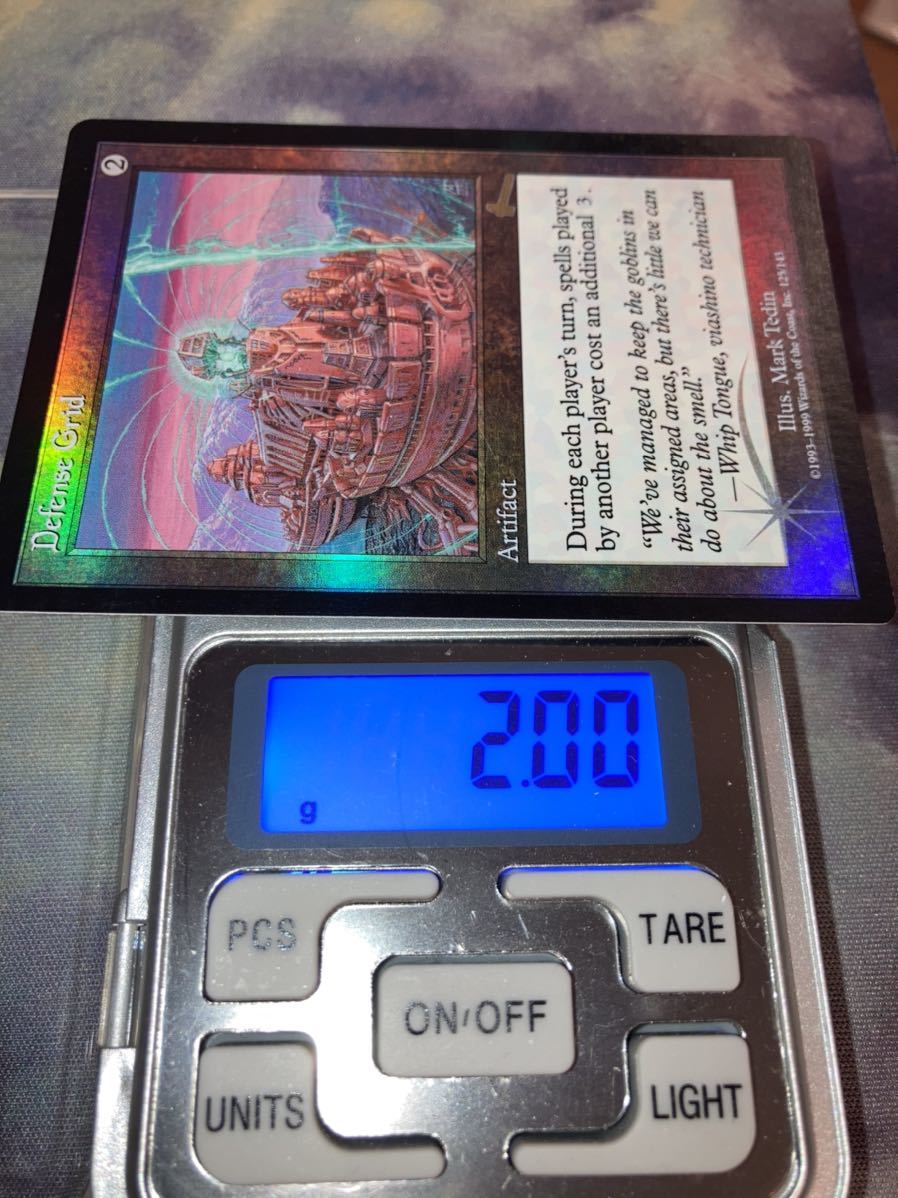 Defense Grid
2
Artifact
During each player's turn, spells played
by another player cost an additional 3.
“We've managed to keep the goblins in
their assigned areas, but there's little we can
do about the smell.”
—Whip Tongue, viashino technician
Illus. Mark Tedin
©1993-1999 Wizards of the Coast, Inc. 125/143
2.00
g
PCS
TARE
ON/OFF
UNITS
LIGHT